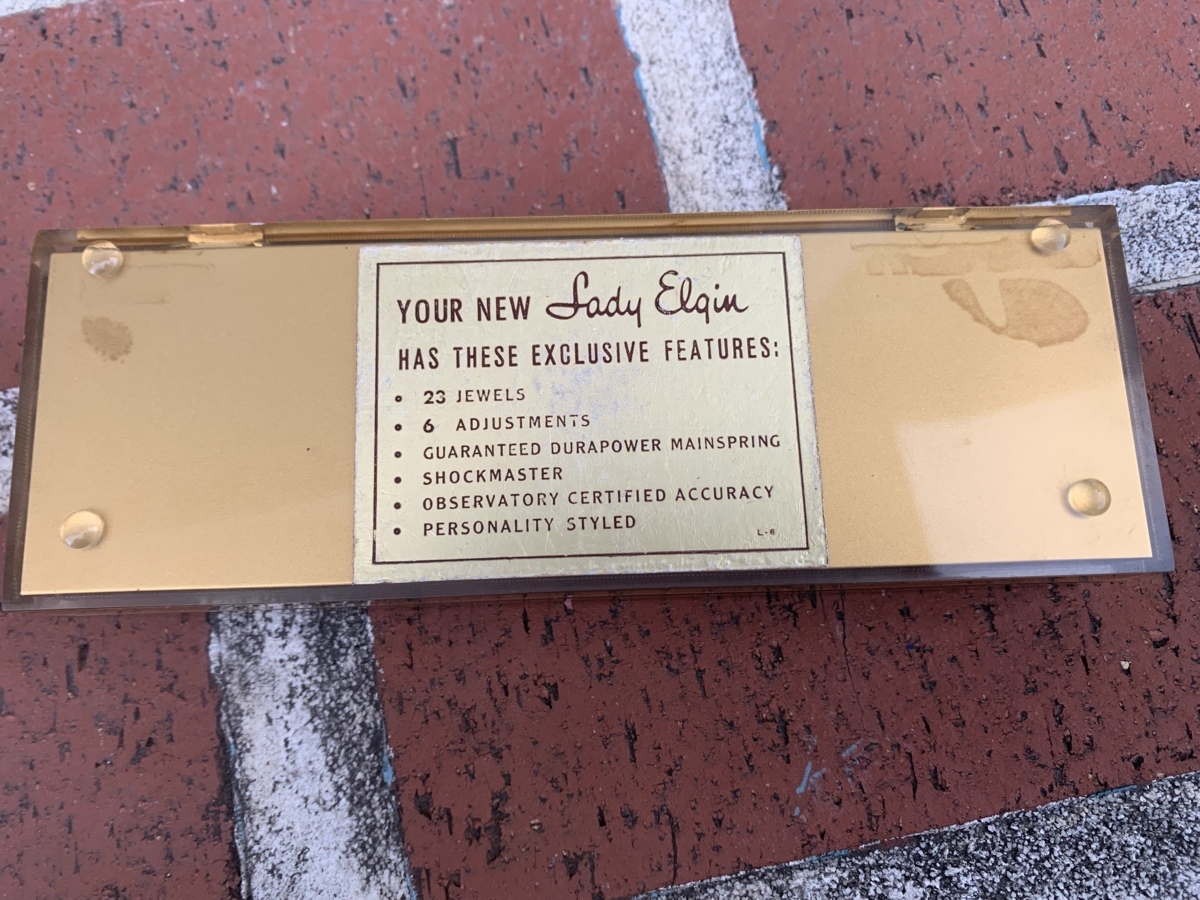 YOUR NEW Lady Elgin
HAS THESE EXCLUSIVE FEATURES:
• 23 JEWELS
• 6 ADJUSTMENTS
• GUARANTEED DURAPOWER MAINSPRING
• SHOCKMASTER
• OBSERVATORY CERTIFIED ACCURACY
• PERSONALITY STYLED
L-6